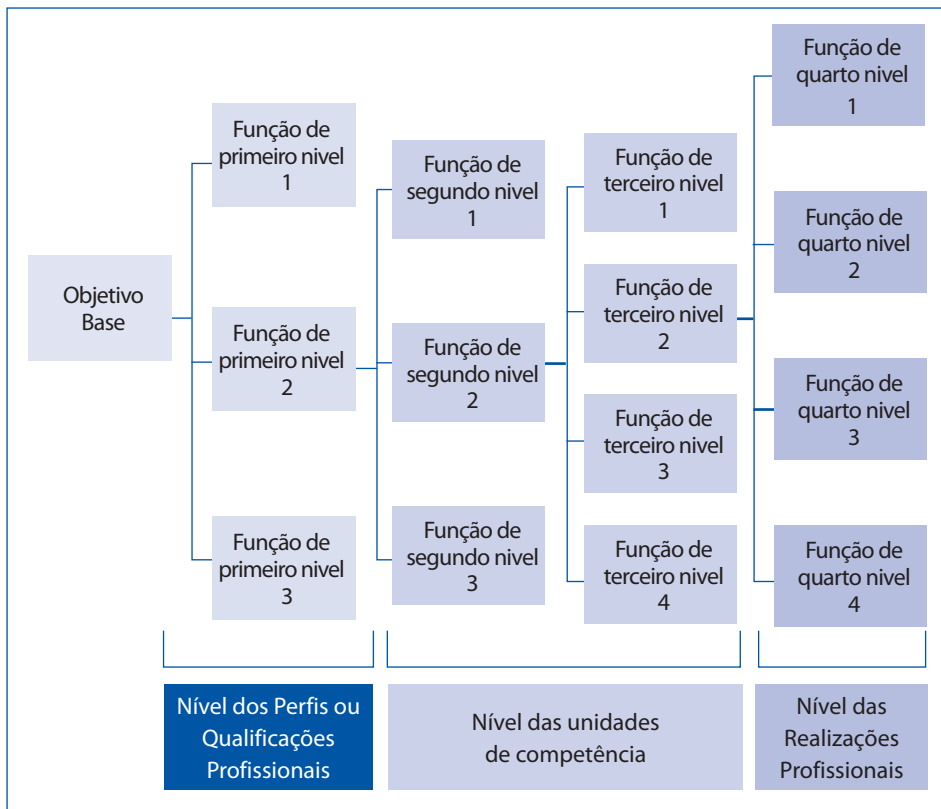 Objetivo
Base
Função de
primeiro nivel
1
Função de
primeiro nivel
2
Função de
primeiro nivel
3
Função de
segundo nivel
1
Função de
segundo nivel
2
Função de
segundo nivel
3
Função de
terceiro nivel
1
Função de
terceiro nivel
2
Função de
terceiro nivel
3
Função de
terceiro nivel
4
Função de
quarto nivel
1
Função de
quarto nivel
2
Função de
quarto nivel
3
Função de
quarto nivel
4
Nível dos Perfis ou
Qualificações
Profissionais
Nível das unidades
de competência
Nível das
Realizações
Profissionais